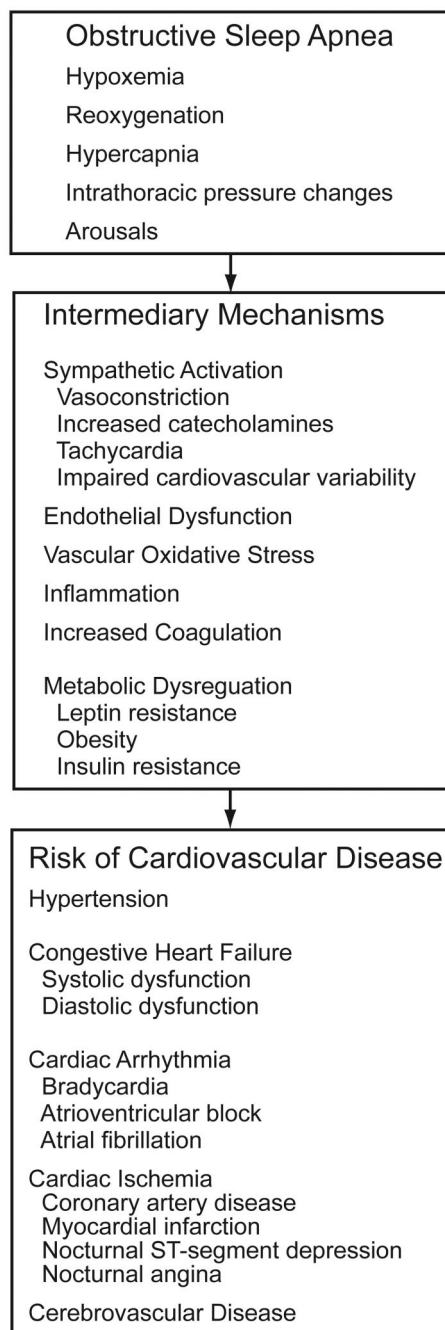 Obstructive Sleep Apnea
Hypoxemia
Reoxygenation
Hypercapnia
Intrathoracic pressure changes
Arousals
Intermediary Mechanisms
Sympathetic Activation
Vasoconstriction
Increased catecholamines
Tachycardia
Impaired cardiovascular variability
Endothelial Dysfunction
Vascular Oxidative Stress
Inflammation
Increased Coagulation
Metabolic Dysreguation
Leptin resistance
Obesity
Insulin resistance
Risk of Cardiovascular Disease
Hypertension
Congestive Heart Failure
Systolic dysfunction
Diastolic dysfunction
Cardiac Arrhythmia
Bradycardia
Atrioventricular block
Atrial fibrillation
Cardiac Ischemia
Coronary artery disease
Myocardial infarction
Nocturnal ST-segment depression
Nocturnal angina
Cerebrovascular Disease